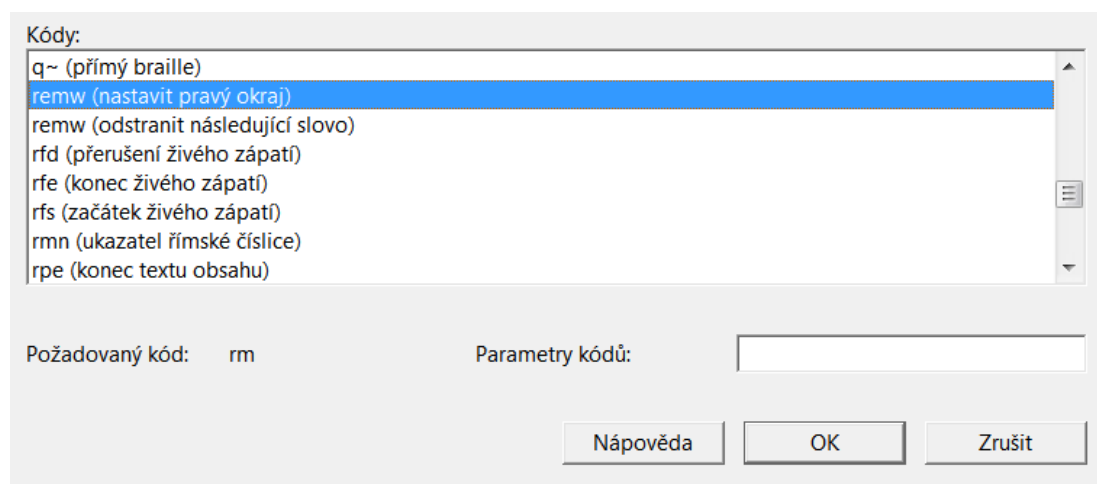 Kódy:
q~ (přímý braille)
remw (nastavit pravý okraj)
remw (odstranit následující slovo)
rfd (přerušení živého zápatí)
rfe (konec živého zápatí)
rfs (začátek živého zápatí)
rmn (ukazatel římské číslice)
rpe (konec textu obsahu)
Požadovaný kód: rm Parametry kódů:
Nápověda OK Zrušit